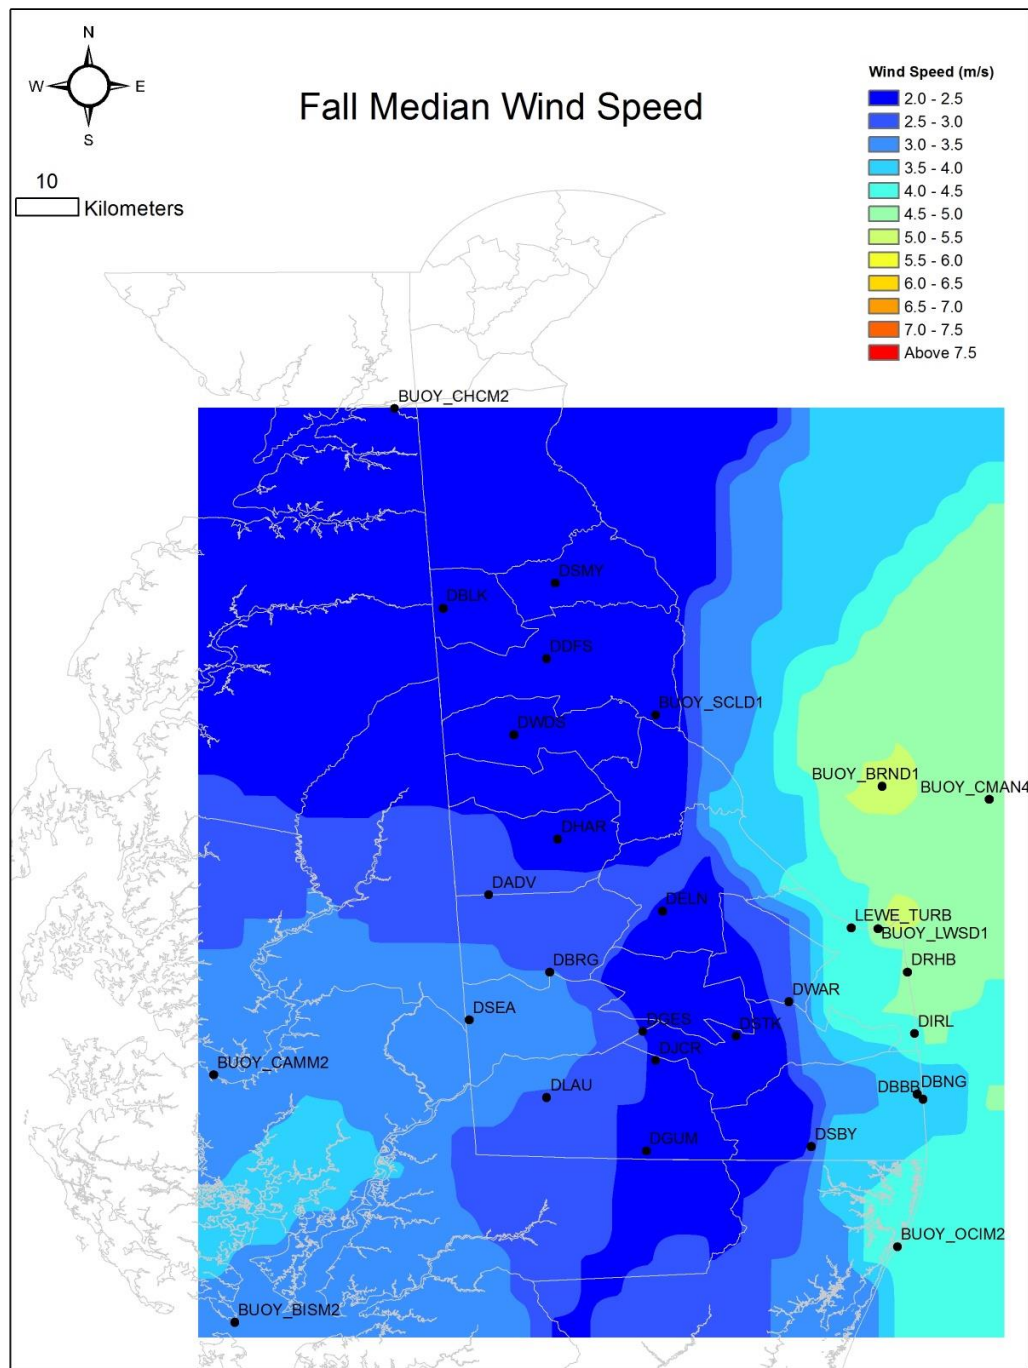 N
W E
S
Fall Median Wind Speed
10
Kilometers
Wind Speed (m/s)
2.0 - 2.5
2.5 - 3.0
3.0 - 3.5
3.5 - 4.0
4.0 - 4.5
4.5 - 5.0
5.0 - 5.5
5.5 - 6.0
6.0 - 6.5
6.5 - 7.0
7.0 - 7.5
Above 7.5
BUOY_CHCM2
DSMY
DBLK
DDFS
BUOY_SCLD1
DWDS
BUOY_BRND1
BUOY_CMAN4
DHAR
DADV
DELN
LEWE_TURB
BUOY_LWSD1
DBRG
DRHB
DWAR
DSEA
DGES
DSTK
DIRL
DJCR
BUOY_CAMM2
DLAU
DBBB
DBNG
DGUM
DSBY
BUOY_OCIM2
BUOY_BISM2